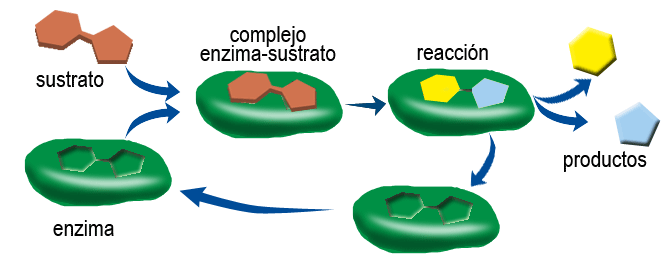 complejo
enzima-sustrato
reacción
sustrato
productos
enzima